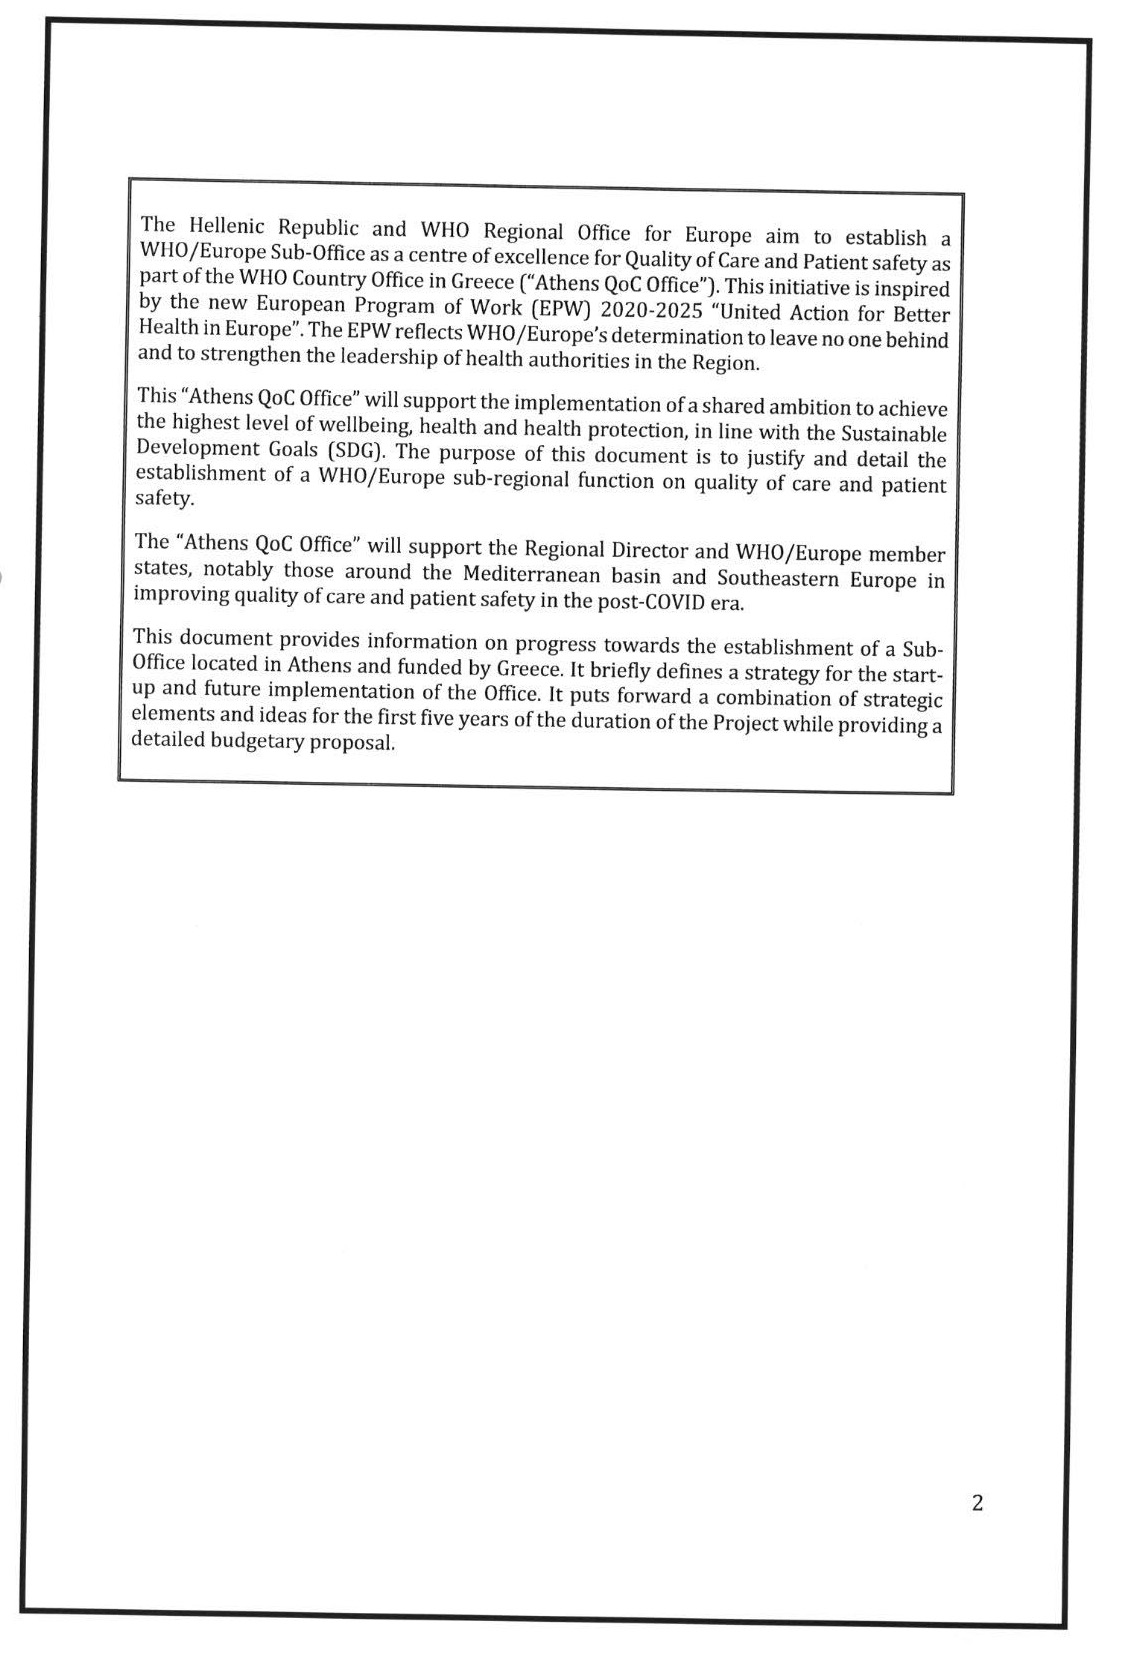 The Hellenic Republic and WHO Regional Office for Europe aim to establish a
WHO/Europe Sub-Office as a centre of excellence for Quality of Care and Patient safety as
part of the WHO Country Office in Greece (“Athens QoC Office”). This initiative is inspired
by the new European Program of Work (EPW) 2020-2025 “United Action for Better
Health in Europe”. The EPW reflects WHO/Europe’s determination to leave no one behind
and to strengthen the leadership of health authorities in the Region.
This “Athens QoC Office” will support the implementation of a shared ambition to achieve
the highest level of wellbeing, health and health protection, in line with the Sustainable
Development Goals (SDG). The purpose of this document is to justify and detail the
establishment of a WHO/Europe sub-regional function on quality of care and patient
safety.
The “Athens QoC Office” will support the Regional Director and WHO/Europe member
states, notably those around the Mediterranean basin and Southeastern Europe in
improving quality of care and patient safety in the post-COVID era.
This document provides information on progress towards the establishment of a Sub-
Office located in Athens and funded by Greece. It briefly defines a strategy for the start-
up and future implementation of the Office. It puts forward a combination of strategic
elements and ideas for the first five years of the duration of the Project while providing a
detailed budgetary proposal.
2